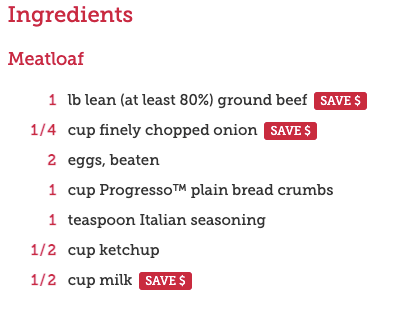 Ingredients
Meatloaf
1 lb lean (at least 80%) ground beef SAVE $
1/4 cup finely chopped onion SAVE $
2 eggs, beaten
1 cup Progresso™ plain bread crumbs
1 teaspoon Italian seasoning
1/2 cup ketchup
1/2 cup milk SAVE $